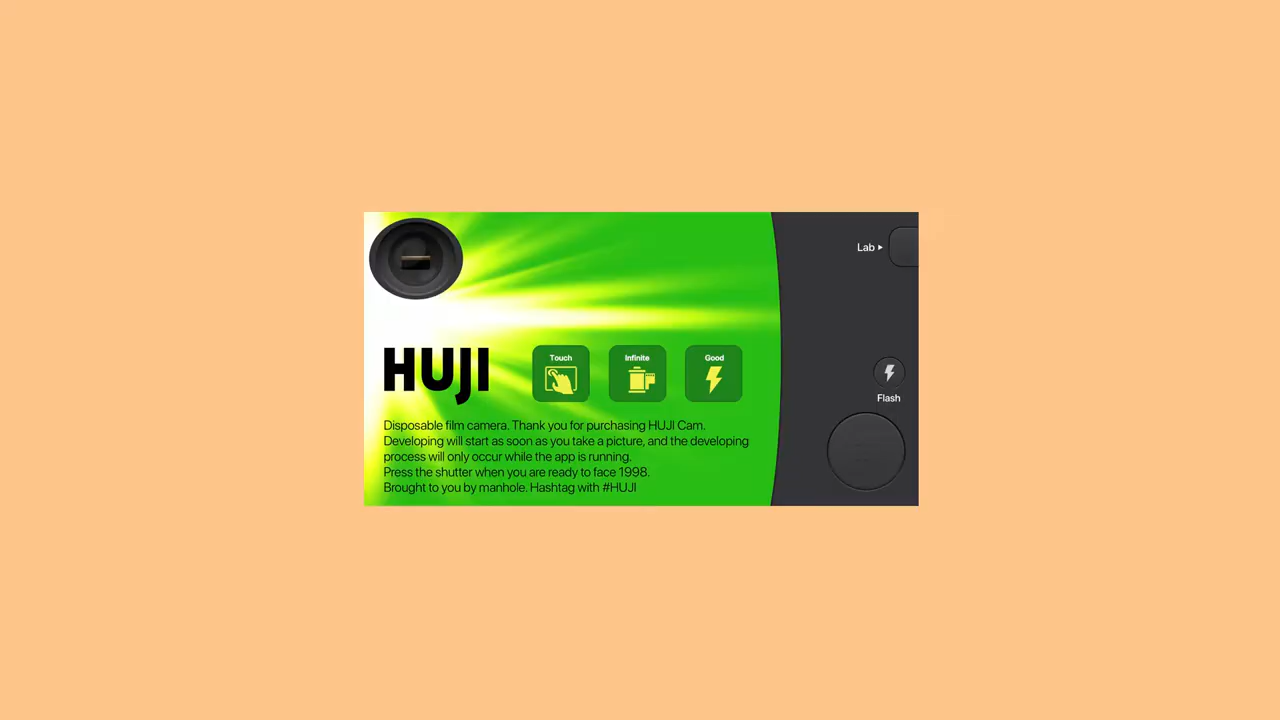 Lab
HUJI
Touch
Infinite
Good
Flash
Disposable film camera. Thank you for purchasing HUJI Cam.
Developing will start as soon as you take a picture, and the developing
process will only occur while the app is running.
Press the shutter when you are ready to face 1998.
Brought to you by manhole. Hashtag with #HUJI